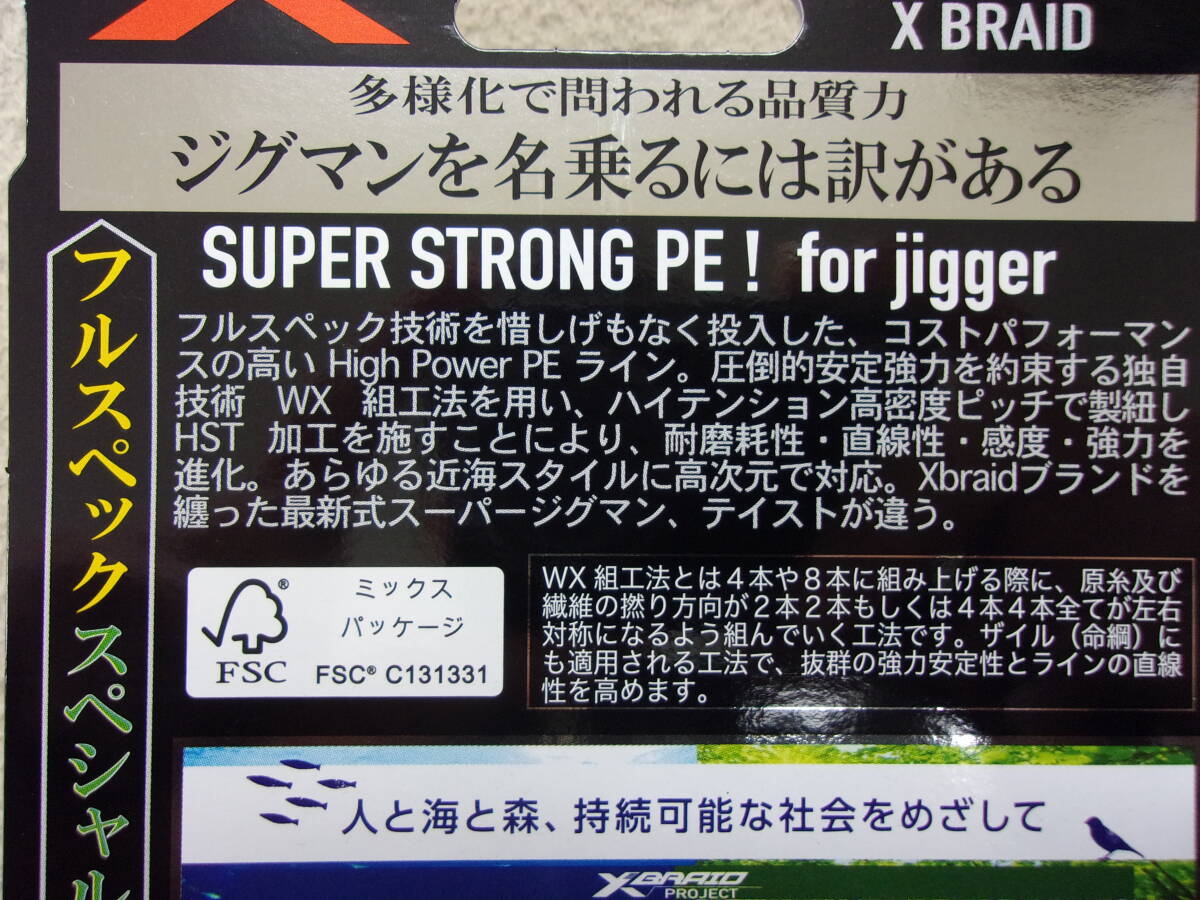 X BRAID
多様化で問われる品質力
ジグマンを名乗るには訳がある
フルスペックスペシャル
SUPER STRONG PE! for jigger
フルスペック技術を惜しげもなく投入した、コストパフォーマン
スの高い High Power PE ライン。圧倒的安定強力を約束する独自
技術 WX 組工法を用い、ハイテンション高密度ピッチで製紐し
HST 加工を施すことにより、耐磨耗性・直線性・感度・強力を
進化。あらゆる近海スタイルに高次元で対応。Xbraidブランドを
纏った最新式スーパージグマン、テイストが違う。
FSC®
ミックス
パッケージ
FSC® C131331
WX 組工法とは４本や８本に組み上げる際に、原糸及び
繊維の撚り方向が２本２本もしくは４本４本全てが左右
対称になるよう組んでいく工法です。ザイル（命綱）に
も適用される工法で、抜群の強力安定性とラインの直線
性を高めます。
人と海と森、持続可能な社会をめざして
X BRAID
PROJECT